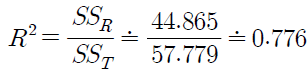 R² = SS_R / SS_T ≐ 44.865 / 57.779 ≐ 0.776